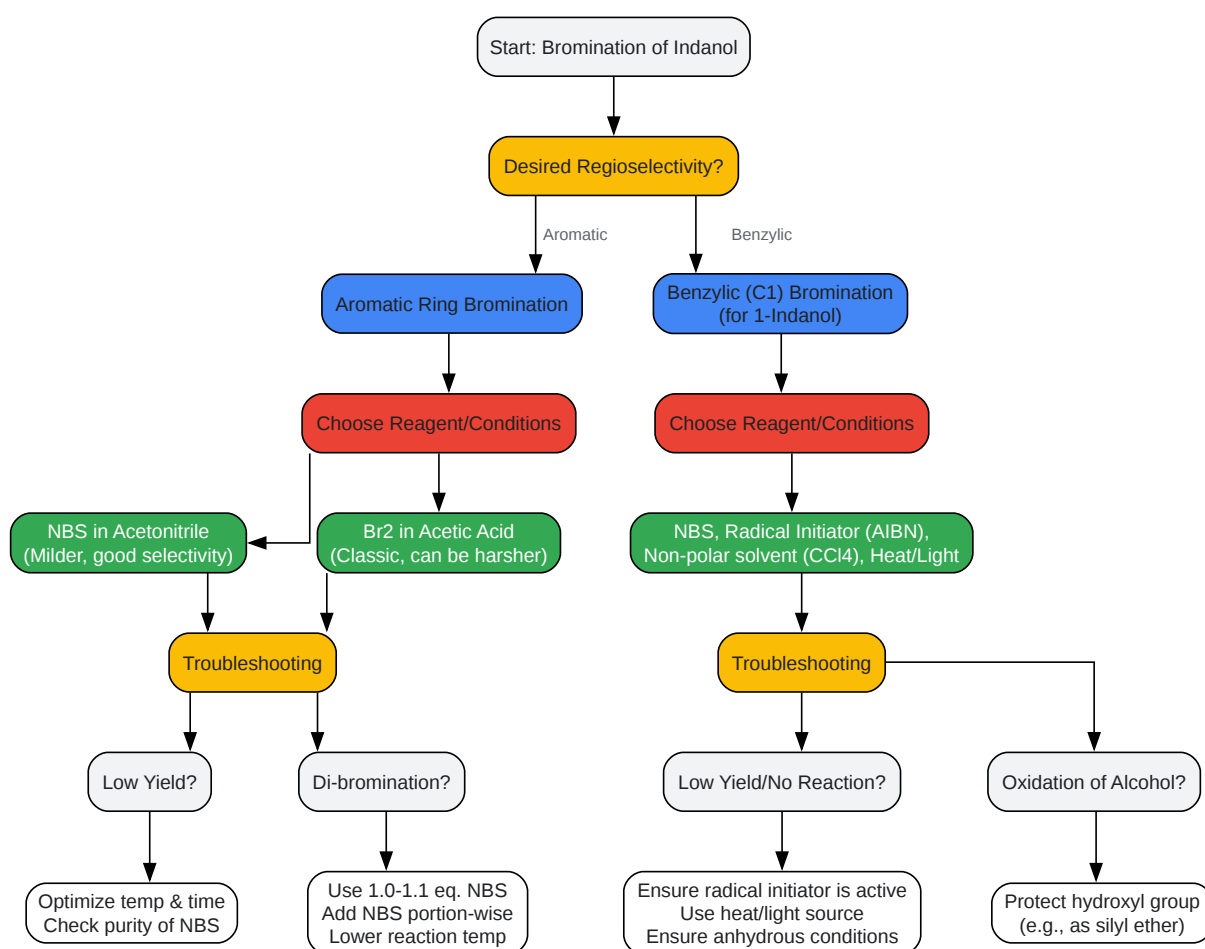 Start: Bromination of Indanol
Desired Regioselectivity?
Aromatic
Benzylic
Aromatic Ring Bromination
Benzylic (C1) Bromination
(for 1-Indanol)
Choose Reagent/Conditions
Choose Reagent/Conditions
NBS in Acetonitrile
(Milder, good selectivity)
Br2 in Acetic Acid
(Classic, can be harsher)
NBS, Radical Initiator (AIBN),
Non-polar solvent (CCl4), Heat/Light
Troubleshooting
Troubleshooting
Low Yield?
Di-bromination?
Low Yield/No Reaction?
Oxidation of Alcohol?
Optimize temp & time
Check purity of NBS
Use 1.0-1.1 eq. NBS
Add NBS portion-wise
Lower reaction temp
Ensure radical initiator is active
Use heat/light source
Ensure anhydrous conditions
Protect hydroxyl group
(e.g., as silyl ether)